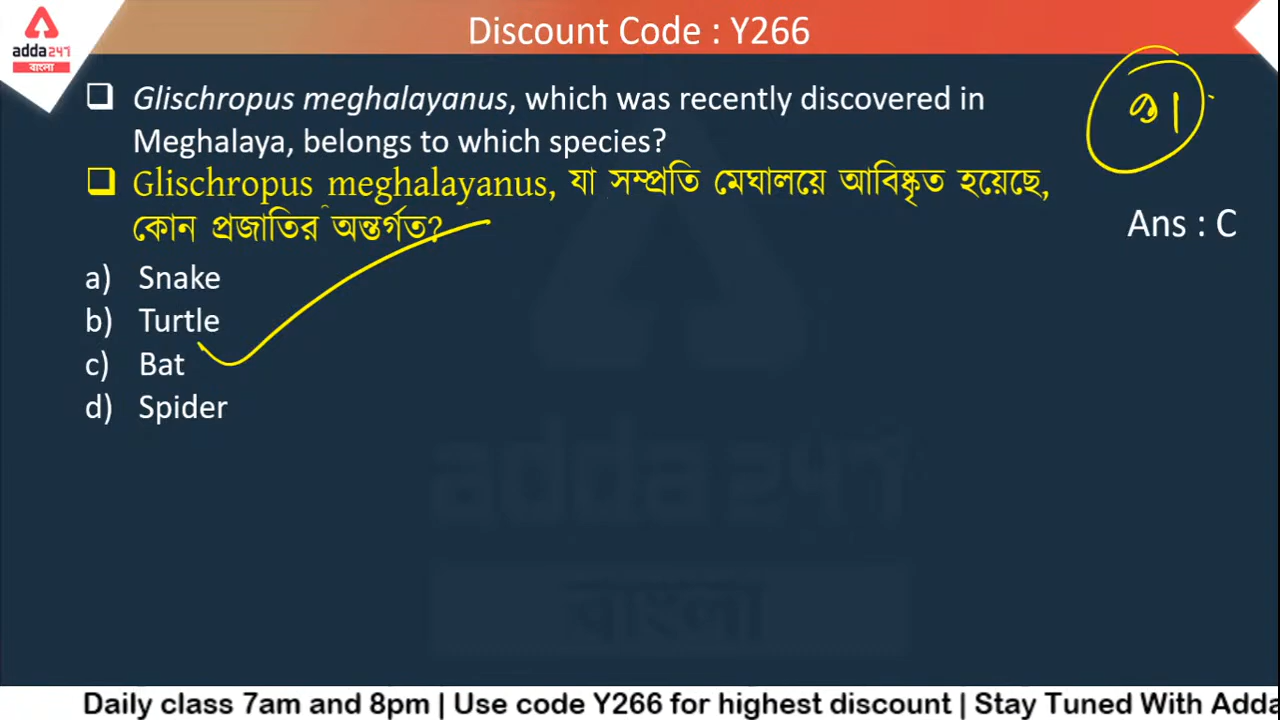 Discount Code : Y266
adda247
বাংলা
Glischropus meghalayanus, which was recently discovered in
Meghalaya, belongs to which species?
Glischropus meghalayanus, যা সম্প্রতি মেঘালয়ে আবিষ্কৃত হয়েছে,
কোন প্রজাতির অন্তর্গত?
Ans : C
a) Snake
b) Turtle
c) Bat
d) Spider
adda247
বাংলা
Daily class 7am and 8pm | Use code Y266 for highest discount | Stay Tuned With Adda